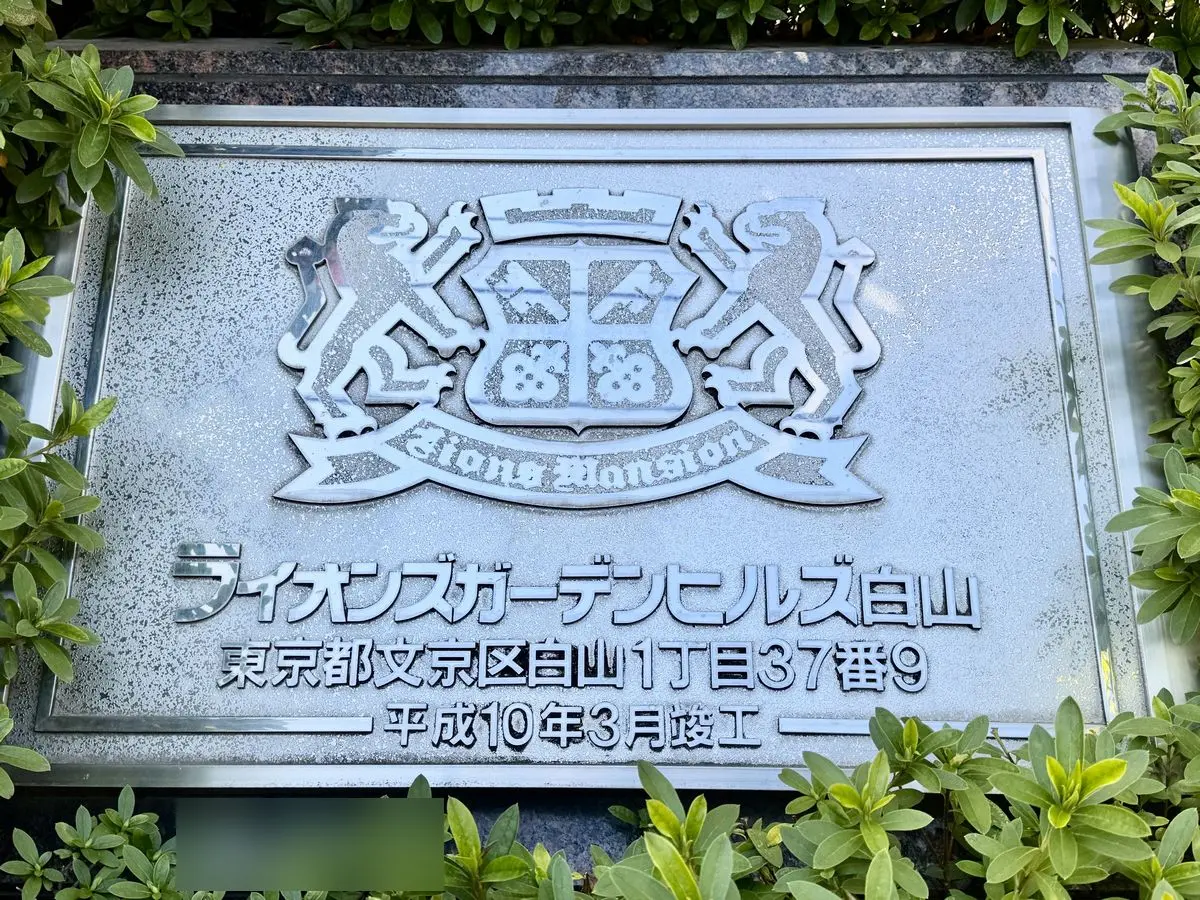 Lions Mansion
ライオンズガーデンヒルズ白山
東京都文京区白山1丁目37番9
平成10年3月竣工